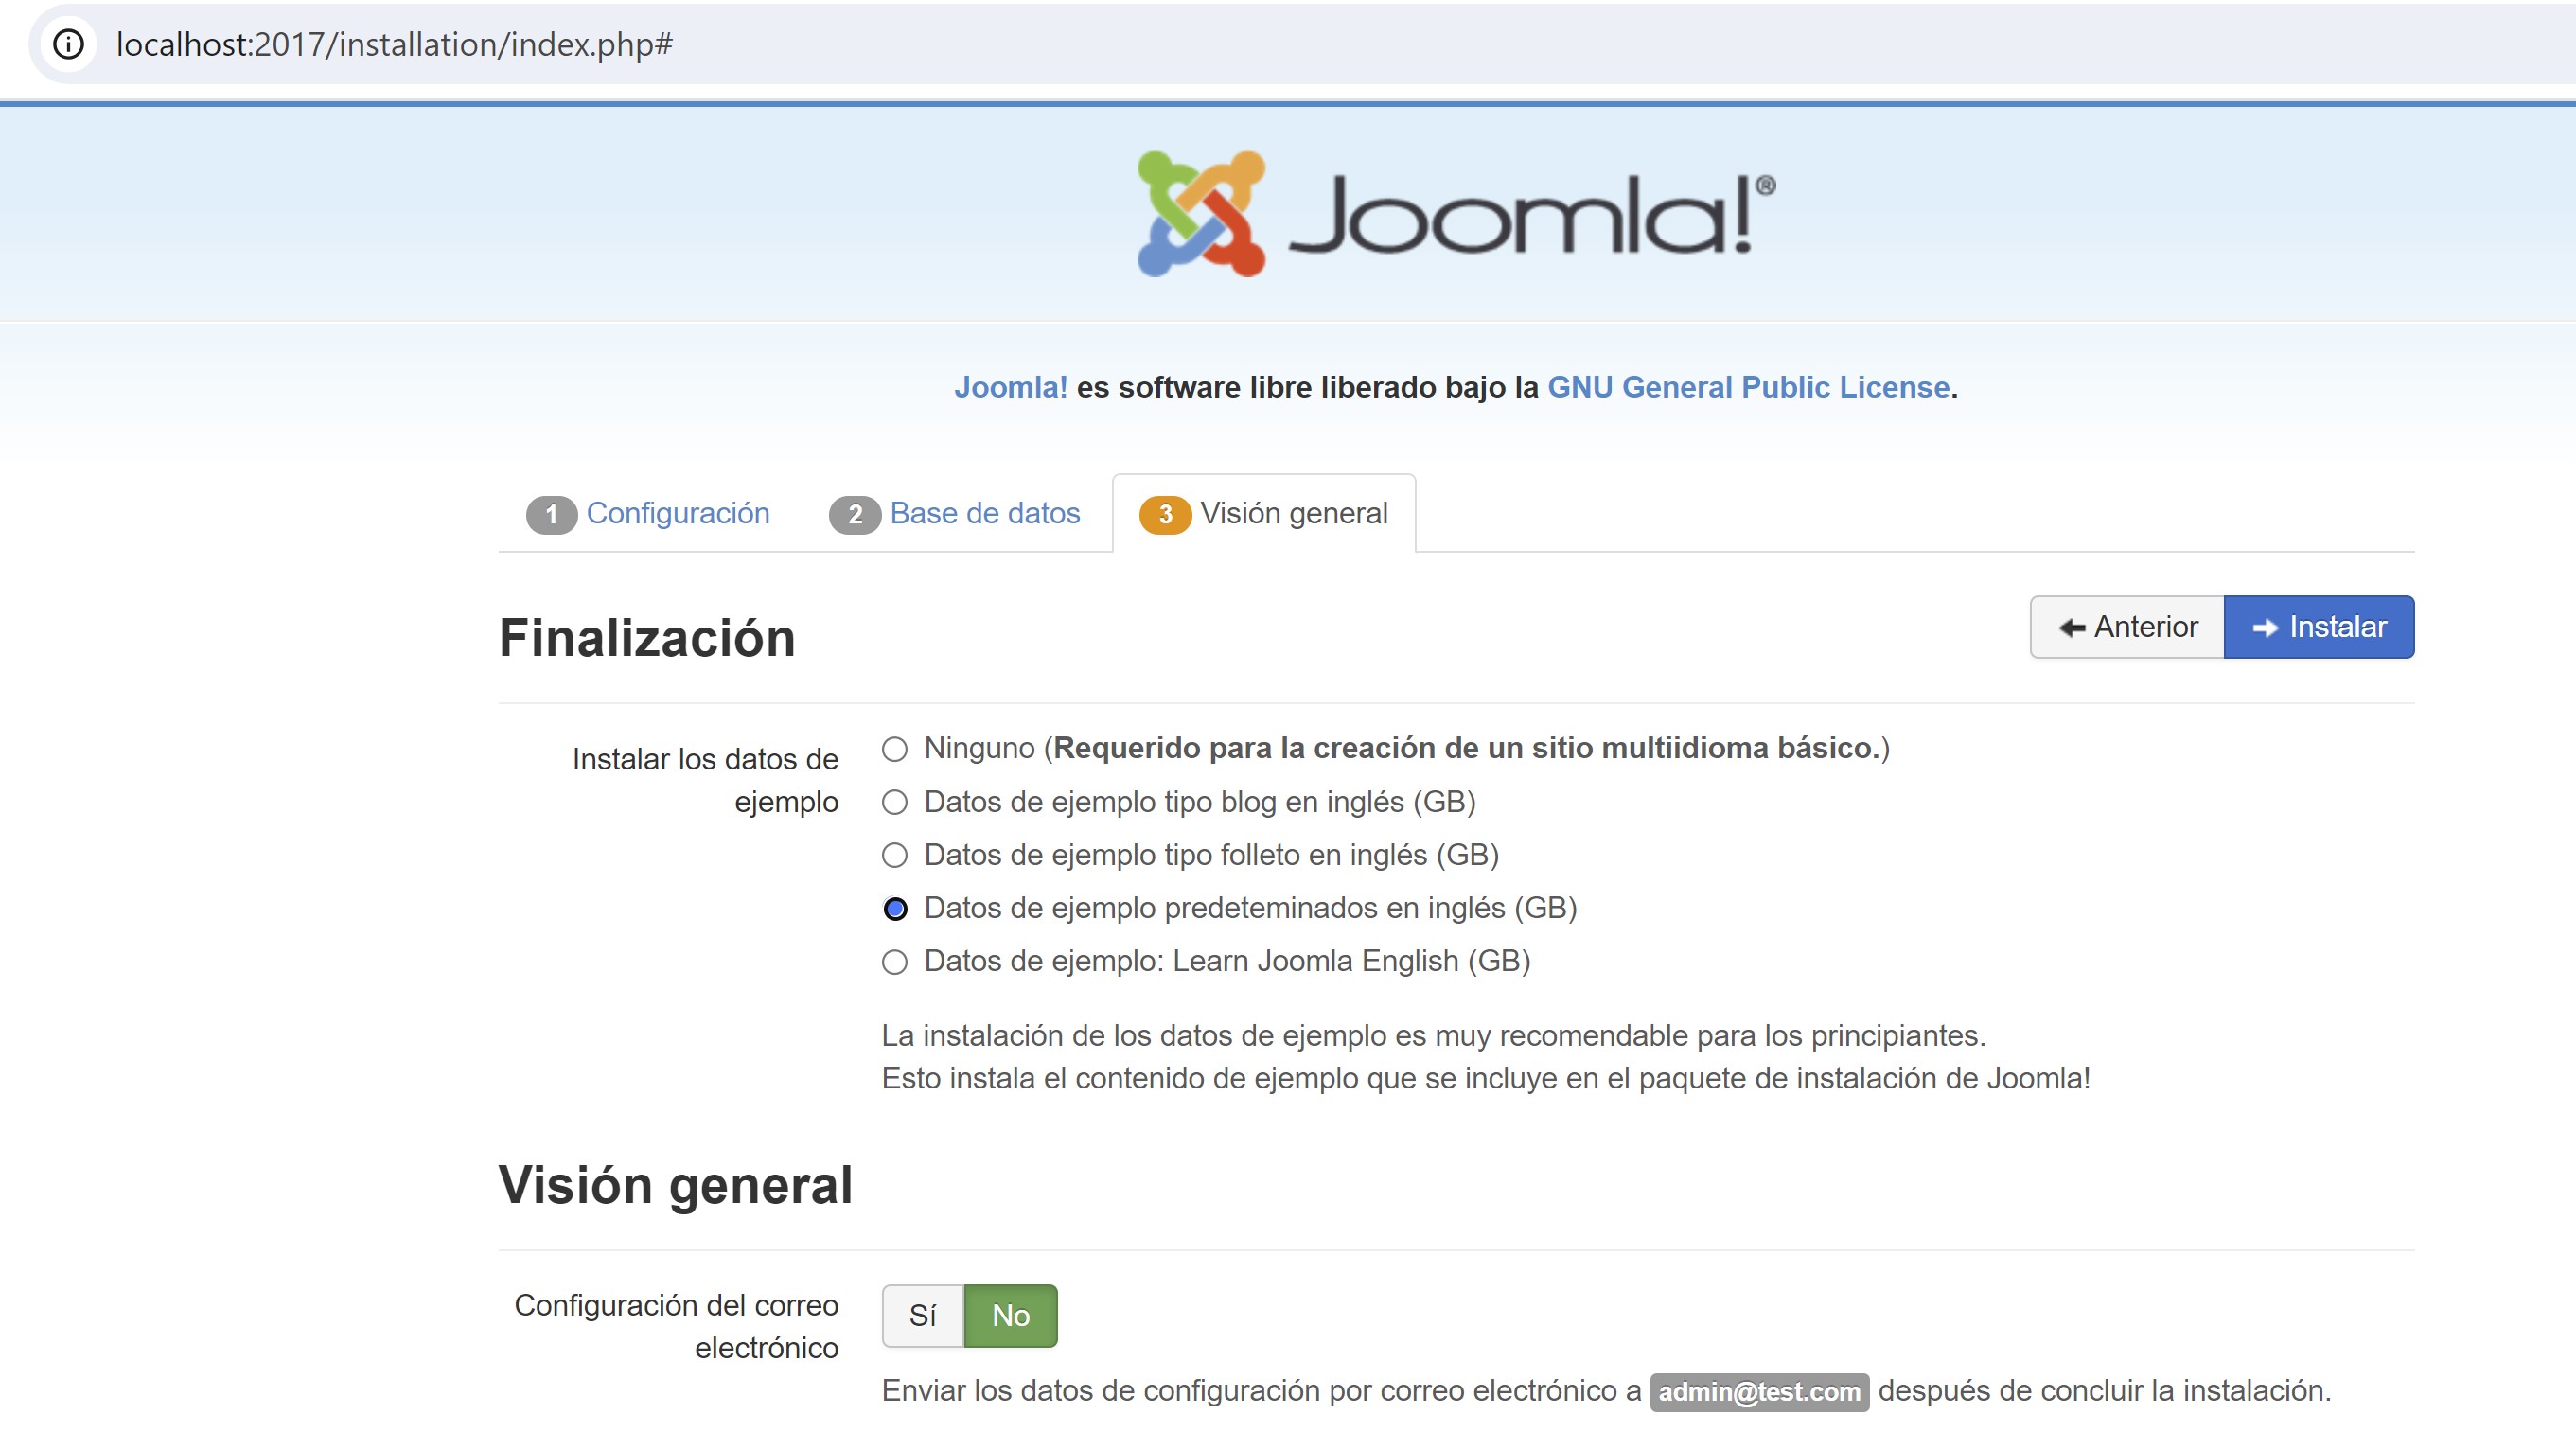 localhost:2017/installation/index.php#
Joomla!®
Joomla! es software libre liberado bajo la GNU General Public License.
1 Configuración
2 Base de datos
3 Visión general
Finalización
Anterior
Instalar
Instalar los datos de
ejemplo
Ninguno (Requerido para la creación de un sitio multiidioma básico.)
Datos de ejemplo tipo blog en inglés (GB)
Datos de ejemplo tipo folleto en inglés (GB)
Datos de ejemplo predeteminados en inglés (GB)
Datos de ejemplo: Learn Joomla English (GB)
La instalación de los datos de ejemplo es muy recomendable para los principiantes.
Esto instala el contenido de ejemplo que se incluye en el paquete de instalación de Joomla!
Visión general
Configuración del correo
electrónico
Sí
No
Enviar los datos de configuración por correo electrónico a admin@test.com después de concluir la instalación.